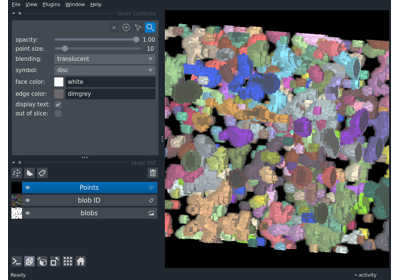 File View Plugins Window Help
layer controls
opacity: 1.00
point size: 10
blending: translucent
symbol: disc
face color: white
edge color: dimgrey
display text:
out of slice:
layer list
Points
blob ID
blobs
Ready
activity